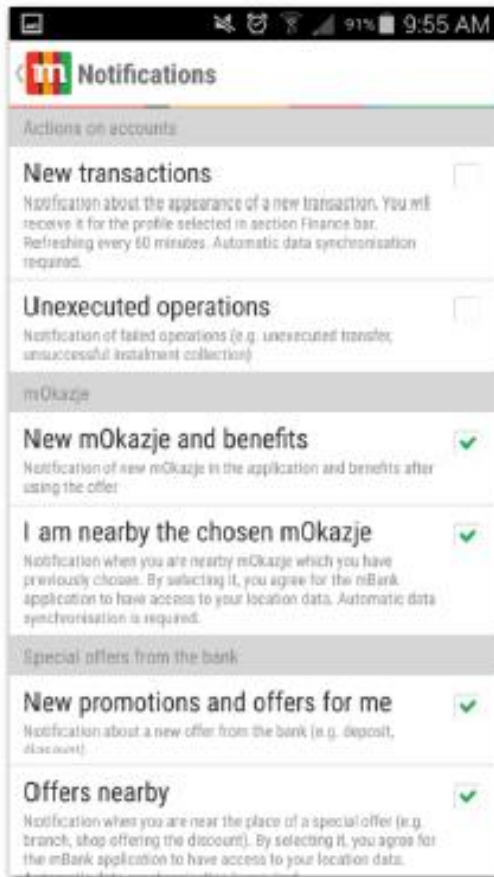 91% 9:55 AM
m Notifications
Actions on accounts
New transactions
Notification about the appearance of a new transaction. You will
receive it for the profile selected in section Finance bar.
Refreshing every 60 minutes. Automatic data synchronisation
required.
Unexecuted operations
Notification of failed operations (e.g. unexecuted transfer,
unsuccessful instalment collection)
mOkazje
New mOkazje and benefits
Notification of new mOkazje in the application and benefits after
using the offer
I am nearby the chosen mOkazje
Notification when you are nearby mOkazje which you have
previously chosen. By selecting it, you agree for the mBank
application to have access to your location data. Automatic data
synchronisation is required.
Special offers from the bank
New promotions and offers for me
Notification about a new offer from the bank (e.g. deposit,
discount)
Offers nearby
Notification when you are near the place of a special offer (e.g.
branch, shop offering the discount). By selecting it, you agree for
the mBank application to have access to your location data.